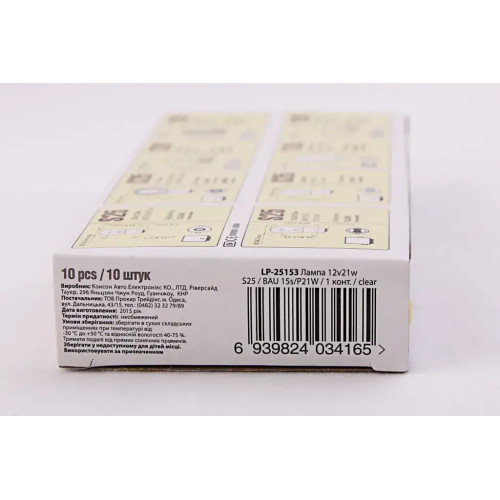 S25
S25
10 pcs / 10 штук
Виробник: Консон Авто Електронікс КО., ЛТД, Ріверсайд
Тауер, 296 Яньцзян Чжун Роуд, Гуанчжоу, КНР
Постачальник: ТОВ Прокар Трейдінг, м. Одеса,
вул. Дальницька, 43/15, тел.: (0482) 32 32 79/89
Дата виготовлення: 2015 рік.
Термін придатності: необмежений
Умови зберігання: зберігати в сухих складських
приміщеннях при температурі від
-30 °C до +50 °C та відносній вологості 40-75 %.
Тримати подалі від прямих сонячних променів.
Зберігати у недоступному для дітей місці.
Використовувати за призначенням
LP-25153 Лампа 12v21w
S25 / BAU 15s/P21W / 1 конт. / clear
6 939824 034165 >